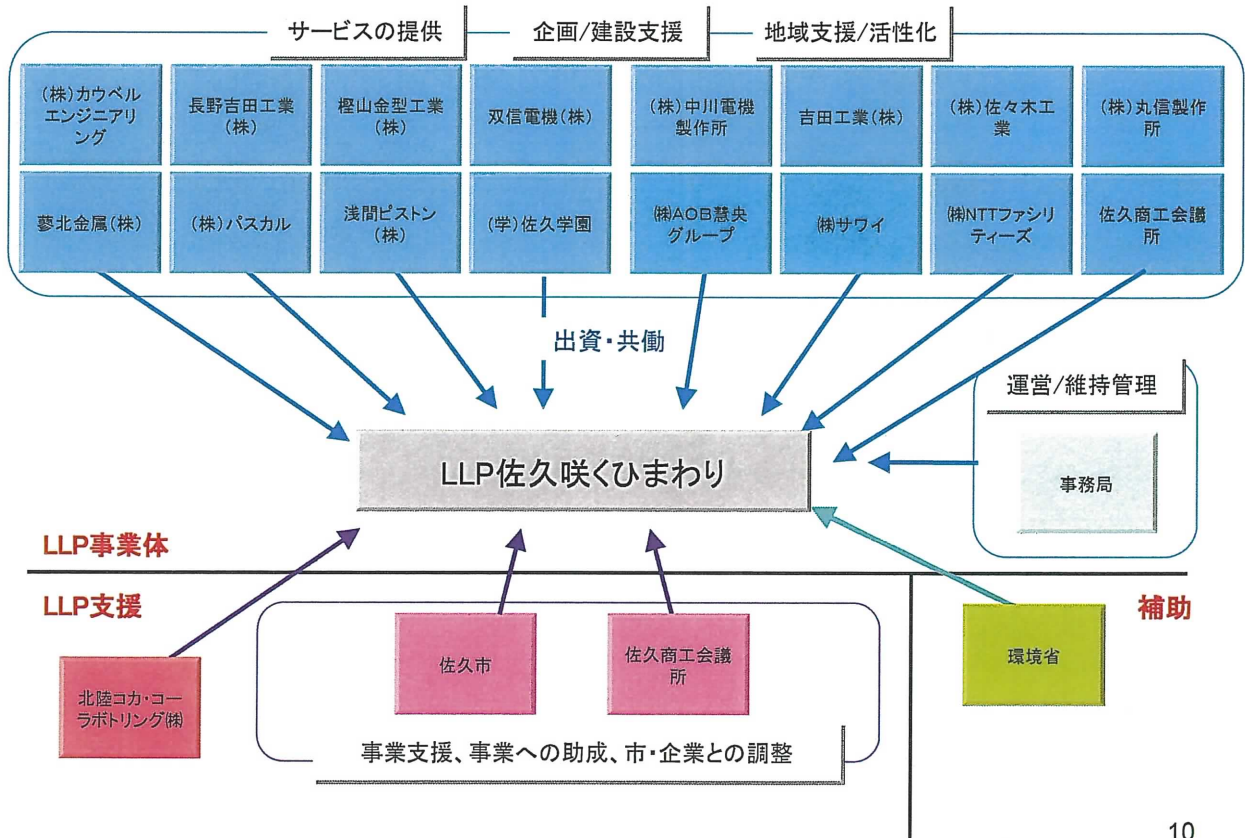 サービスの提供
企画/建設支援
地域支援/活性化
(株)カウベル
エンジニアリ
ング
長野吉田工業
(株)
樫山金型工業
(株)
双信電機(株)
(株)中川電機
製作所
吉田工業(株)
(株)佐々木工
業
(株)丸信製作
所
蓼北金属(株)
(株)パスカル
浅間ピストン
(株)
(学)佐久学園
㈱AOB慧央
グループ
㈱サワイ
㈱NTTファシリ
ティーズ
佐久商工会議
所
出資・共働
運営/維持管理
事務局
LLP佐久咲くひまわり
LLP事業体
LLP支援
補助
北陸コカ・コー
ラボトリング㈱
佐久市
佐久商工会議
所
環境省
事業支援、事業への助成、市・企業との調整
10